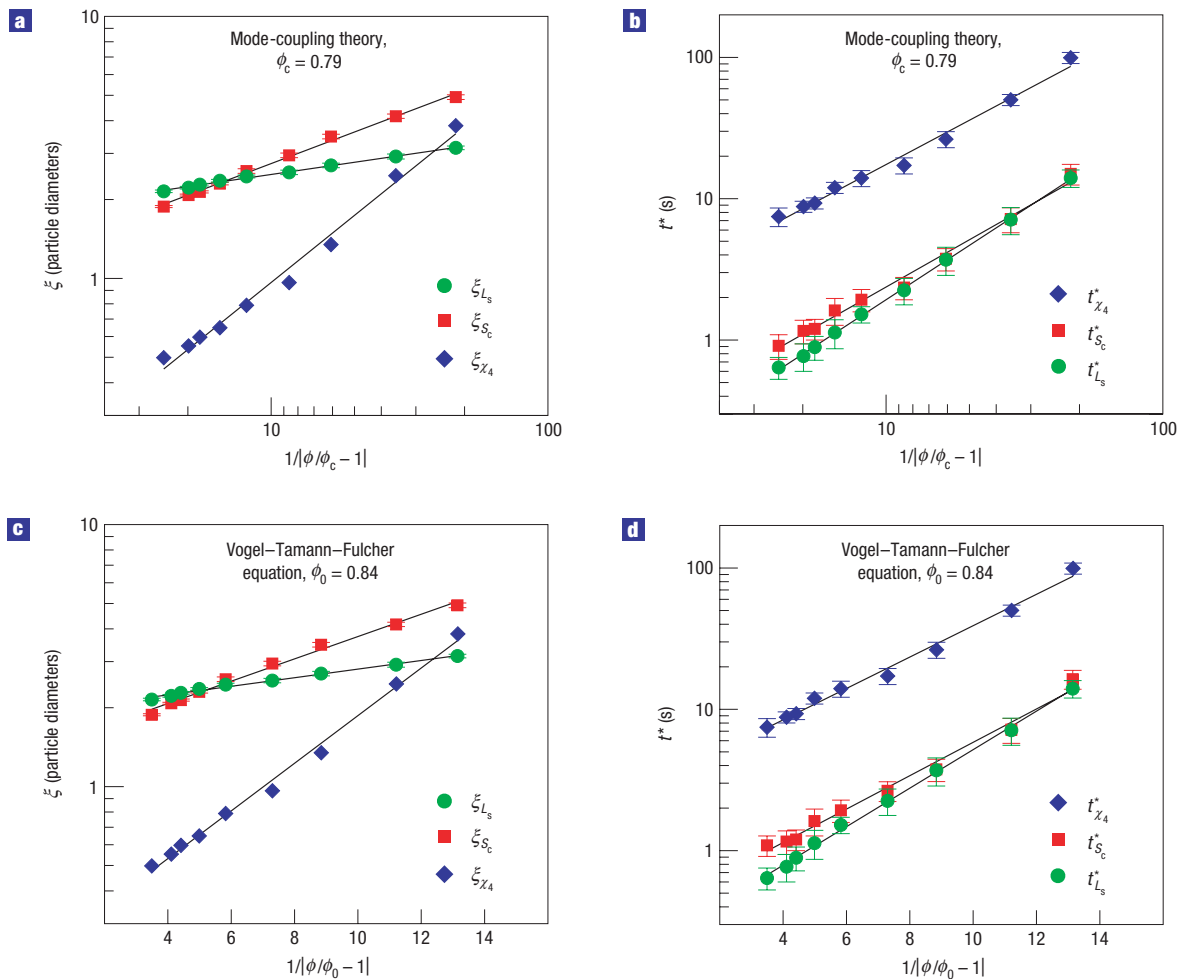 a
Mode-coupling theory,
ϕc = 0.79
10
1
ξ (particle diameters)
ξLs
ξSc
ξχ4
10
100
1/|ϕ/ϕc − 1|
b
Mode-coupling theory,
ϕc = 0.79
100
10
1
t* (s)
t*χ4
t*Sc
t*Ls
10
100
1/|ϕ/ϕc − 1|
c
Vogel–Tamann–Fulcher
equation, ϕ0 = 0.84
10
1
ξ (particle diameters)
ξLs
ξSc
ξχ4
4 6 8 10 12 14
1/|ϕ/ϕ0 − 1|
d
Vogel–Tamann–Fulcher
equation, ϕ0 = 0.84
100
10
1
t* (s)
t*χ4
t*Sc
t*Ls
4 6 8 10 12 14
1/|ϕ/ϕ0 − 1|